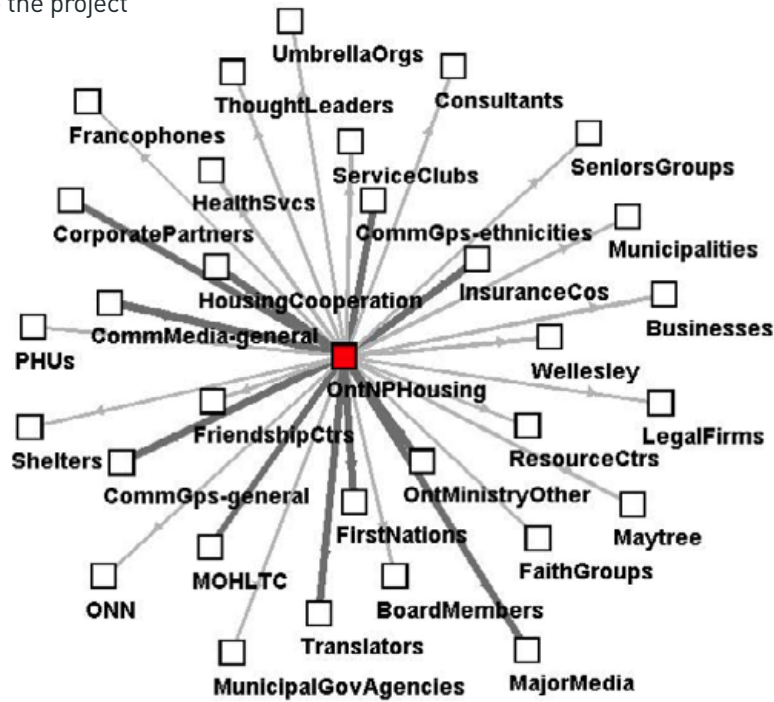 the project
UmbrellaOrgs
ThoughtLeaders
Consultants
Francophones
ServiceClubs
SeniorsGroups
HealthSvcs
CorporatePartners
CommGps-ethnicities
Municipalities
HousingCooperation
InsuranceCos
CommMedia-general
Businesses
PHUs
Wellesley
OntNPHousing
FriendshipCtrs
LegalFirms
Shelters
ResourceCtrs
CommGps-general
OntMinistryOther
FirstNations
Maytree
MOHLTC
FaithGroups
ONN
BoardMembers
Translators
MunicipalGovAgencies
MajorMedia